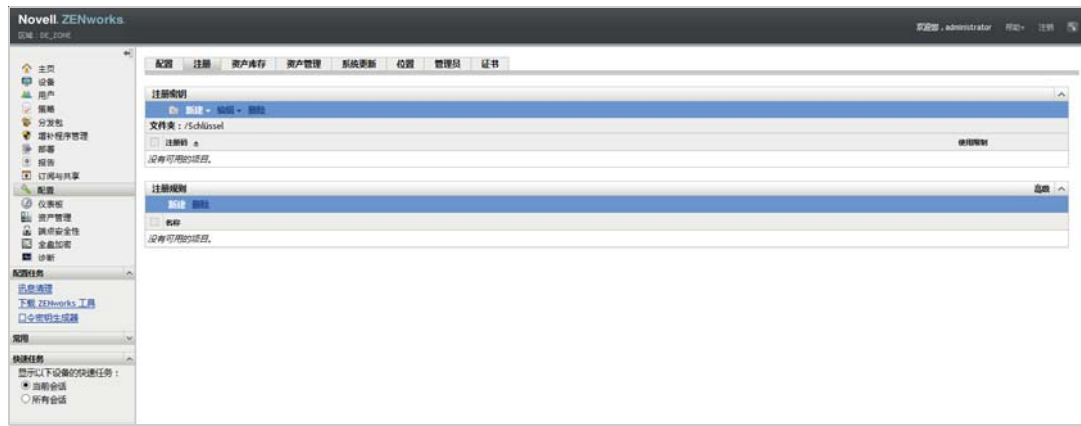 Novell. ZENworks.
区域：DE_ZONE
欢迎您，administrator 帮助 注销
主页
设备
用户
策略
分发包
增补程序管理
部署
报告
订阅与共享
配置
仪表板
资产管理
端点安全性
全盘加密
诊断
配置任务
讯息清理
下载 ZENworks 工具
口令密钥生成器
常用
快速任务
显示以下设备的快速任务：
当前会话
所有会话
配置 注册 资产库存 资产管理 系统更新 位置 管理员 证书
注册密钥
新建 编辑 删除
文件夹：/Schlüssel
注册码 使用限制
没有可用的项目。
注册规则 高级
新建 删除
名称
没有可用的项目。